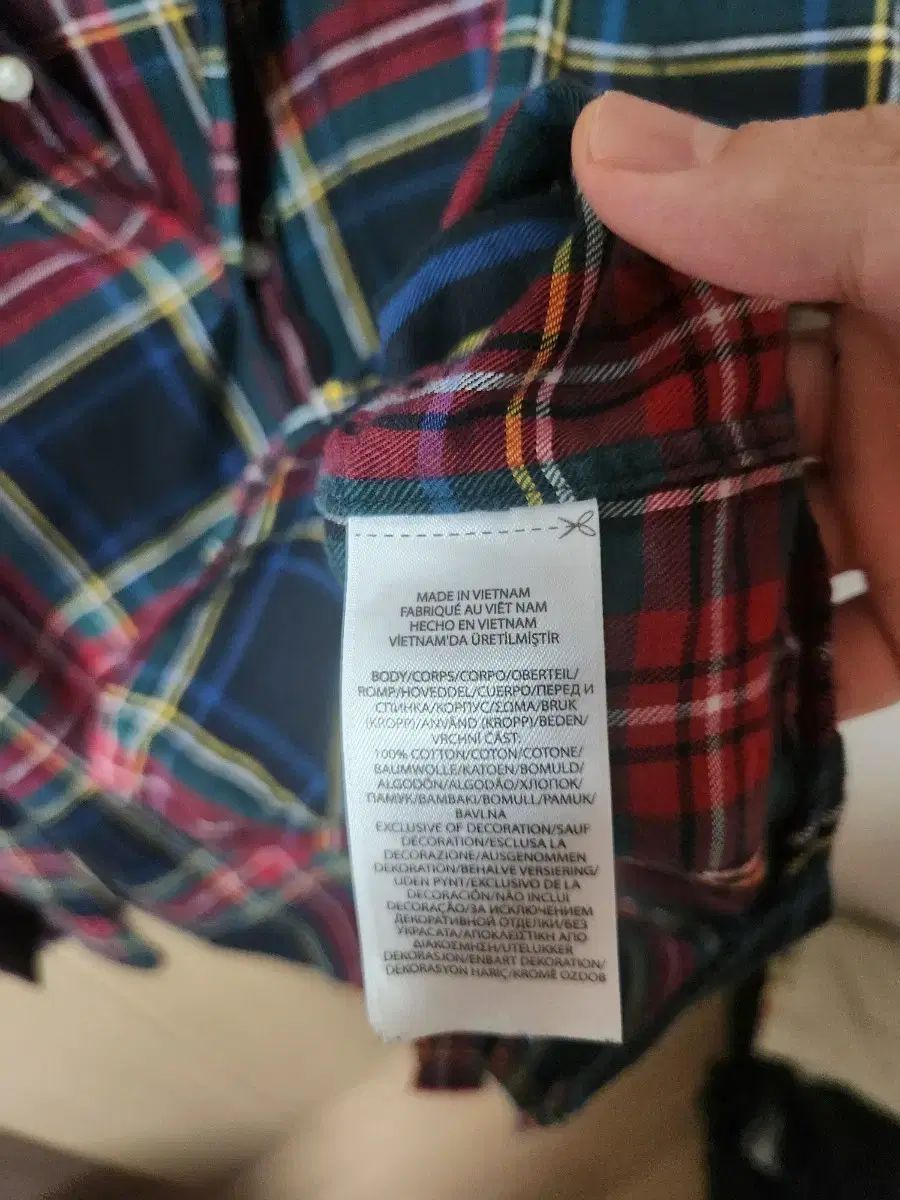 MADE IN VIETNAM
FABRIQUÉ AU VIÊT NAM
HECHO EN VIETNAM
VİETNAM'DA ÜRETİLMİŞTİR
BODY/CORPS/CORPO/OBERTEIL/
ROMP/HOVEDDEL/CUERPO/ПЕРЕД И
СПИНКА/КОРПУС/ΣΩΜΑ/BRUK
(KROPP)/ANVÄND (KROPP)/BEDEN/
VRCHNÍ ČÁST:
100% COTTON/COTON/COTONE/
BAUMWOLLE/KATOEN/BOMULD/
ALGODÓN/ALGODÃO/ХЛОПОК/
ПАМУК/ΒΑΜΒΑΚΙ/BOMULL/PAMUK/
BAVLNA
EXCLUSIVE OF DECORATION/SAUF
DÉCORATION/ESCLUSA LA
DECORAZIONE/AUSGENOMMEN
DEKORATION/BEHALVE VERSIERING/
UDEN PYNT/EXCLUSIVO DE LA
DECORACIÓN/NÃO INCLUI
DECORAÇÃO/ЗА ИСКЛЮЧЕНИЕМ
ДЕКОРАТИВНОЙ ОТДЕЛКИ/БЕЗ
УКРАСАТА/ΑΠΟΚΛΕΙΣΤΙΚΗ ΑΠΟ
ΔΙΑΚΟΣΜΗΣΗ/UTELUKKER
DEKORASJON/ENBART DEKORATION/
DEKORASYON HARİÇ/KROMĚ OZDOB